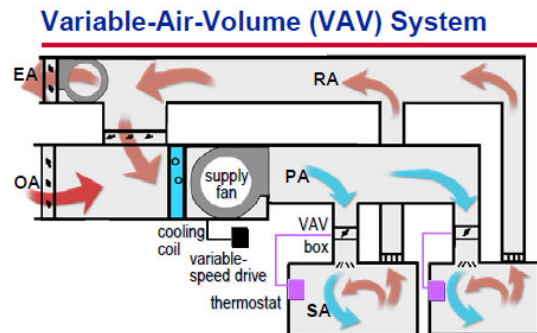 Variable-Air-Volume (VAV) System
EA
RA
OA
supply
fan
PA
cooling
coil
VAV
box
variable-
speed drive
thermostat
SA